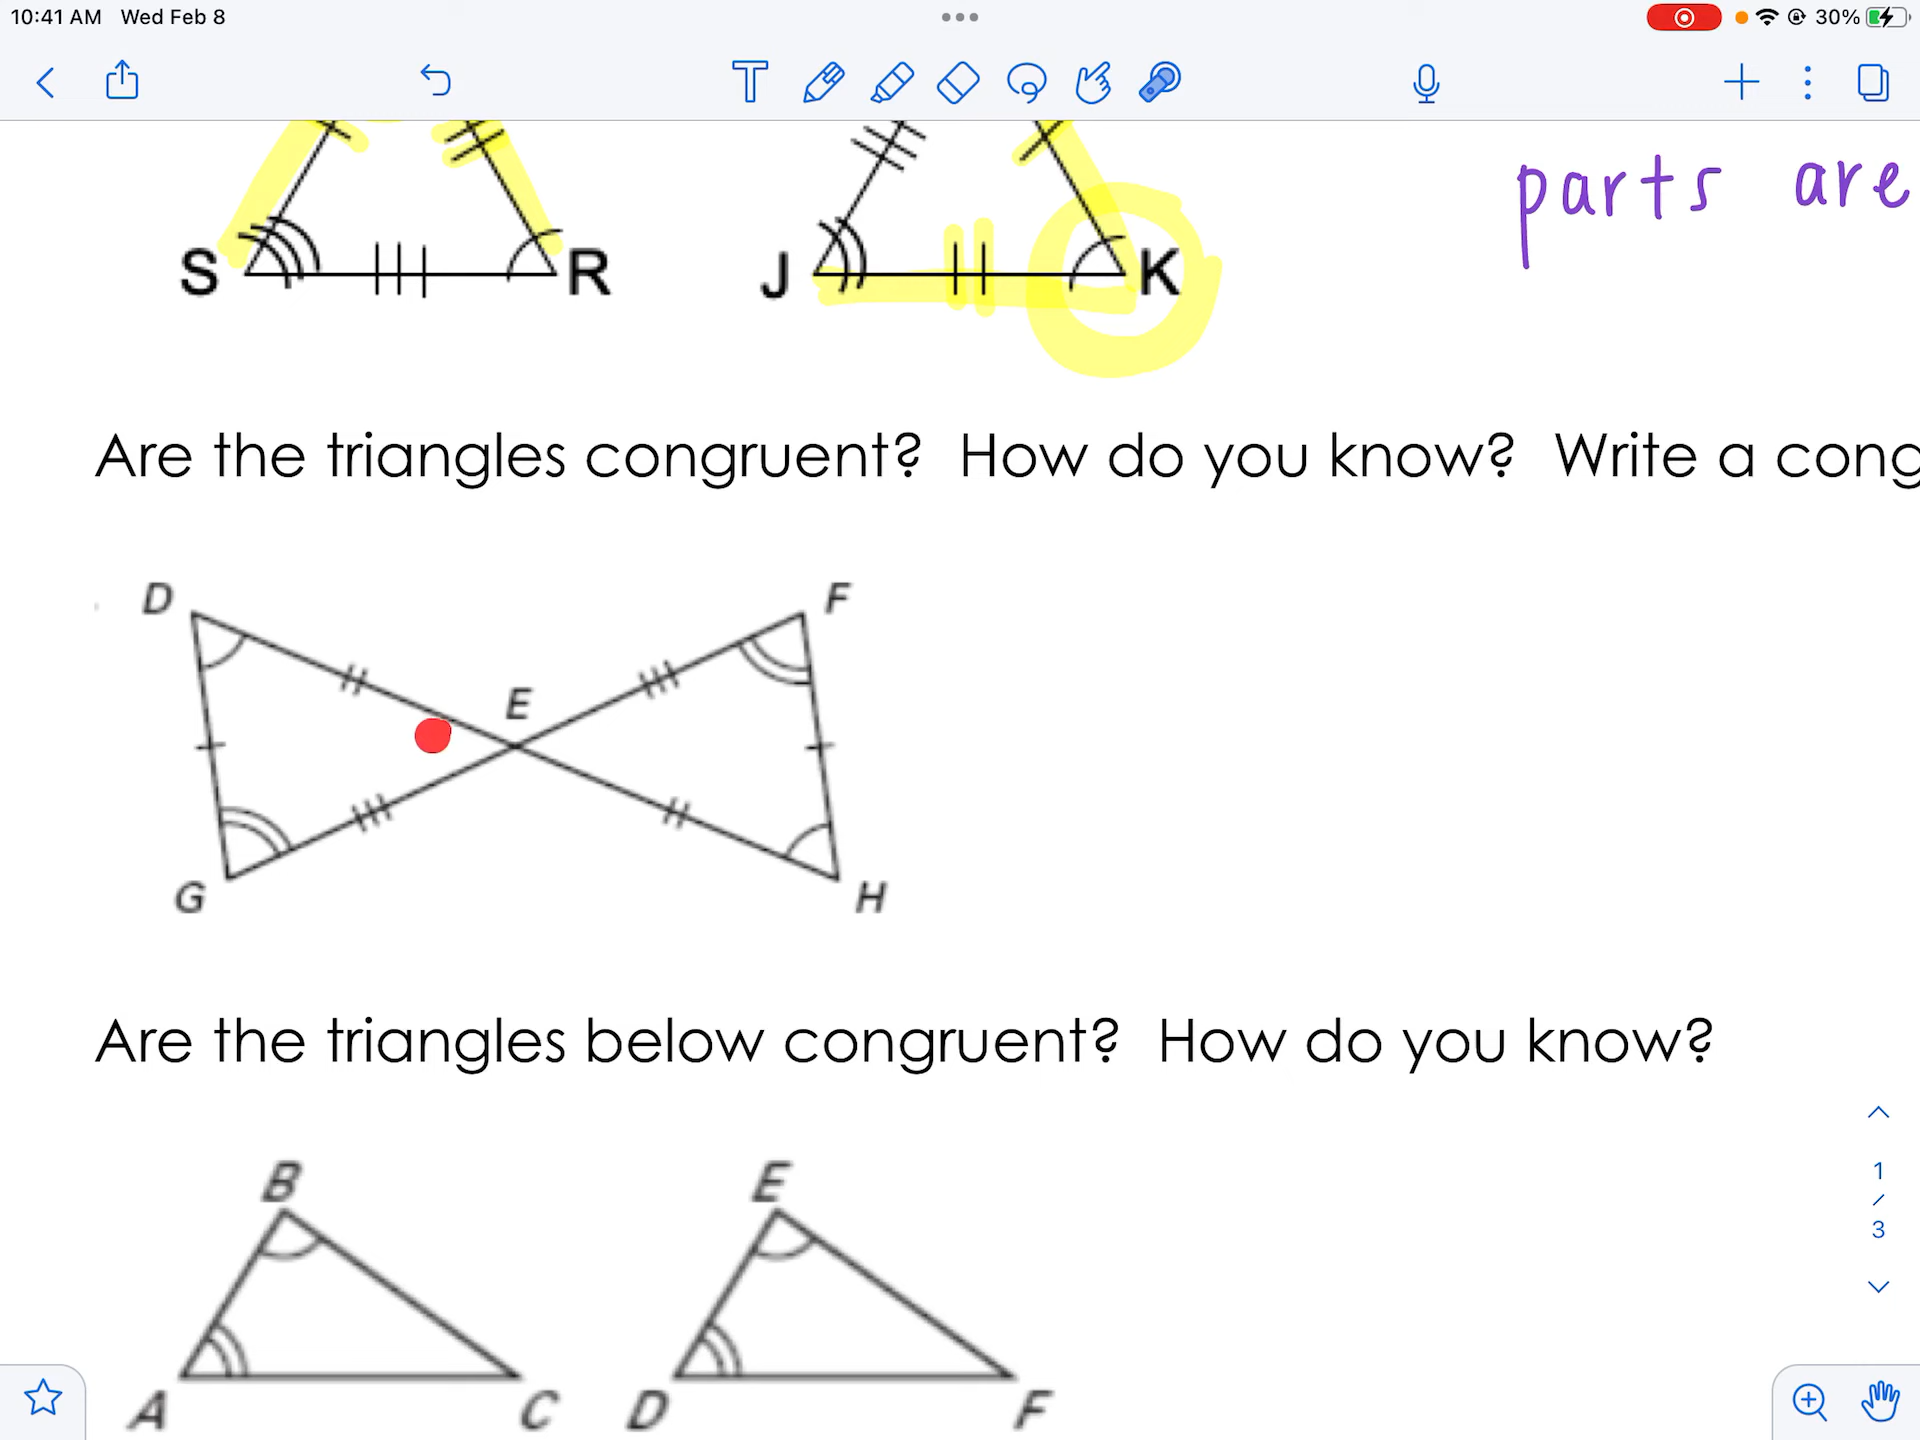 10:41 AM Wed Feb 8
30%
T
parts are
S R J K
Are the triangles congruent? How do you know? Write a cong
D F
E
G H
Are the triangles below congruent? How do you know?
1
/
3
B E
A C D F